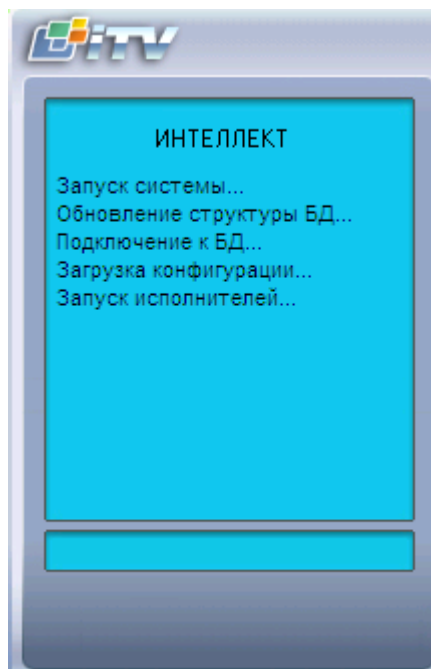 iTV
ИНТЕЛЛЕКТ
Запуск системы...
Обновление структуры БД...
Подключение к БД...
Загрузка конфигурации...
Запуск исполнителей...